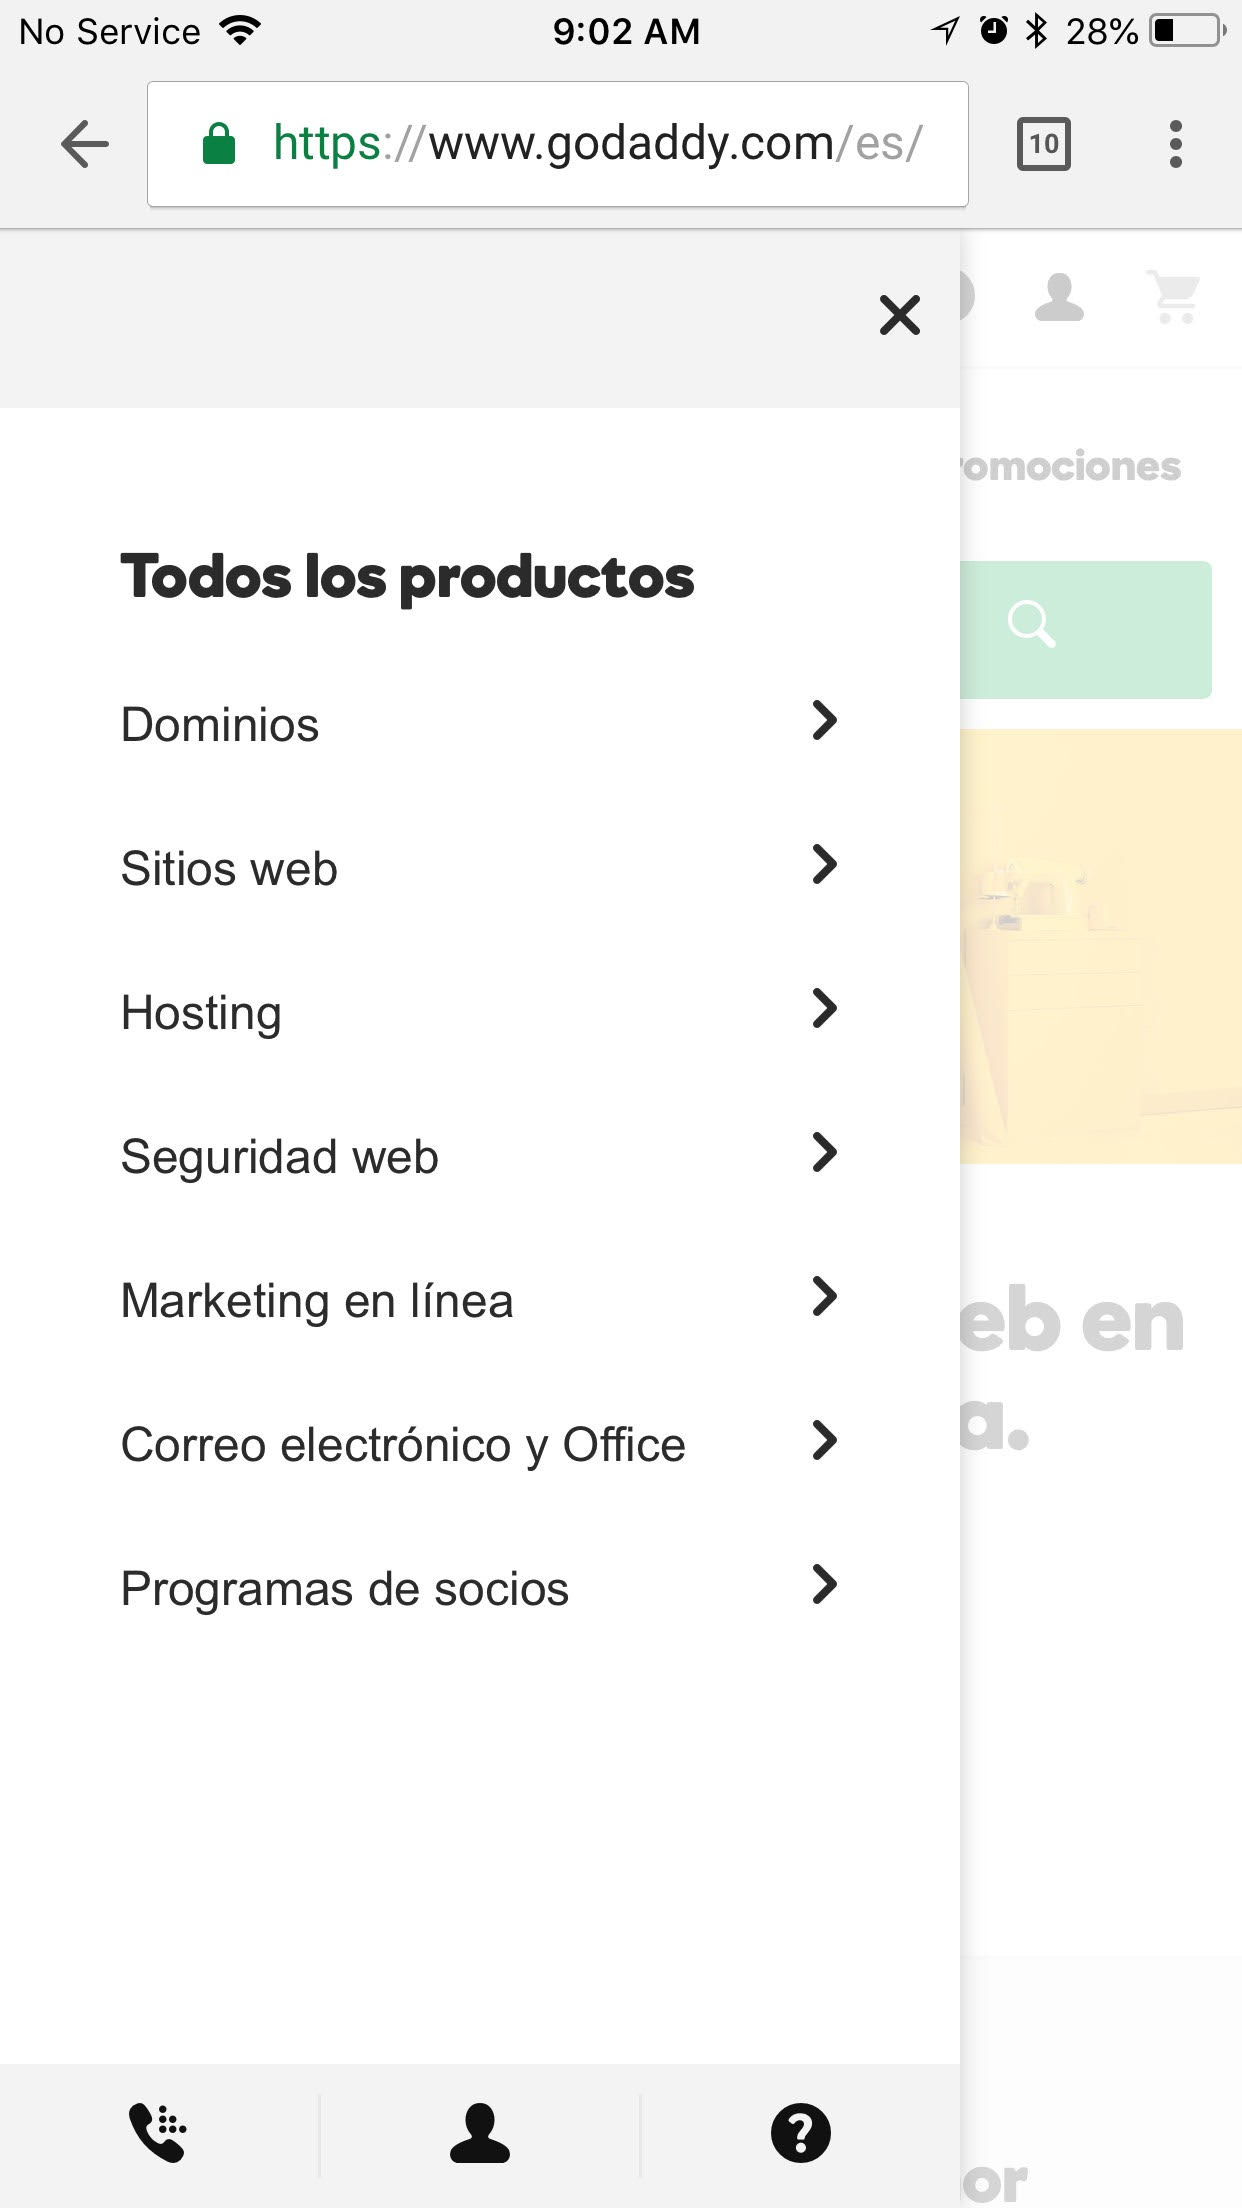 No Service 9:02 AM 28%
https://www.godaddy.com/es/ 10
romociones
Todos los productos
Dominios
Sitios web
Hosting
Seguridad web
Marketing en línea
eb en
a.
Correo electrónico y Office
Programas de socios
or